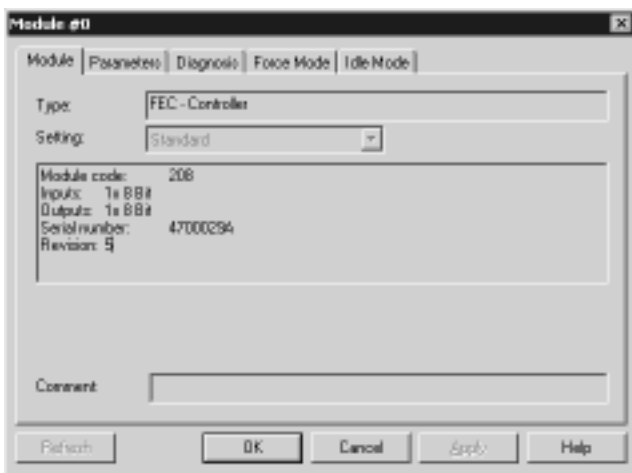 Module #0
Module Parameters Diagnosis Force Mode Idle Mode
Type: FEC - Controller
Setting: Standard
Module code: 208
Inputs: 1x 8 Bit
Outputs: 1x 8 Bit
Serial number: 4700029A
Revision: 5
Comment
Refresh OK Cancel Apply Help